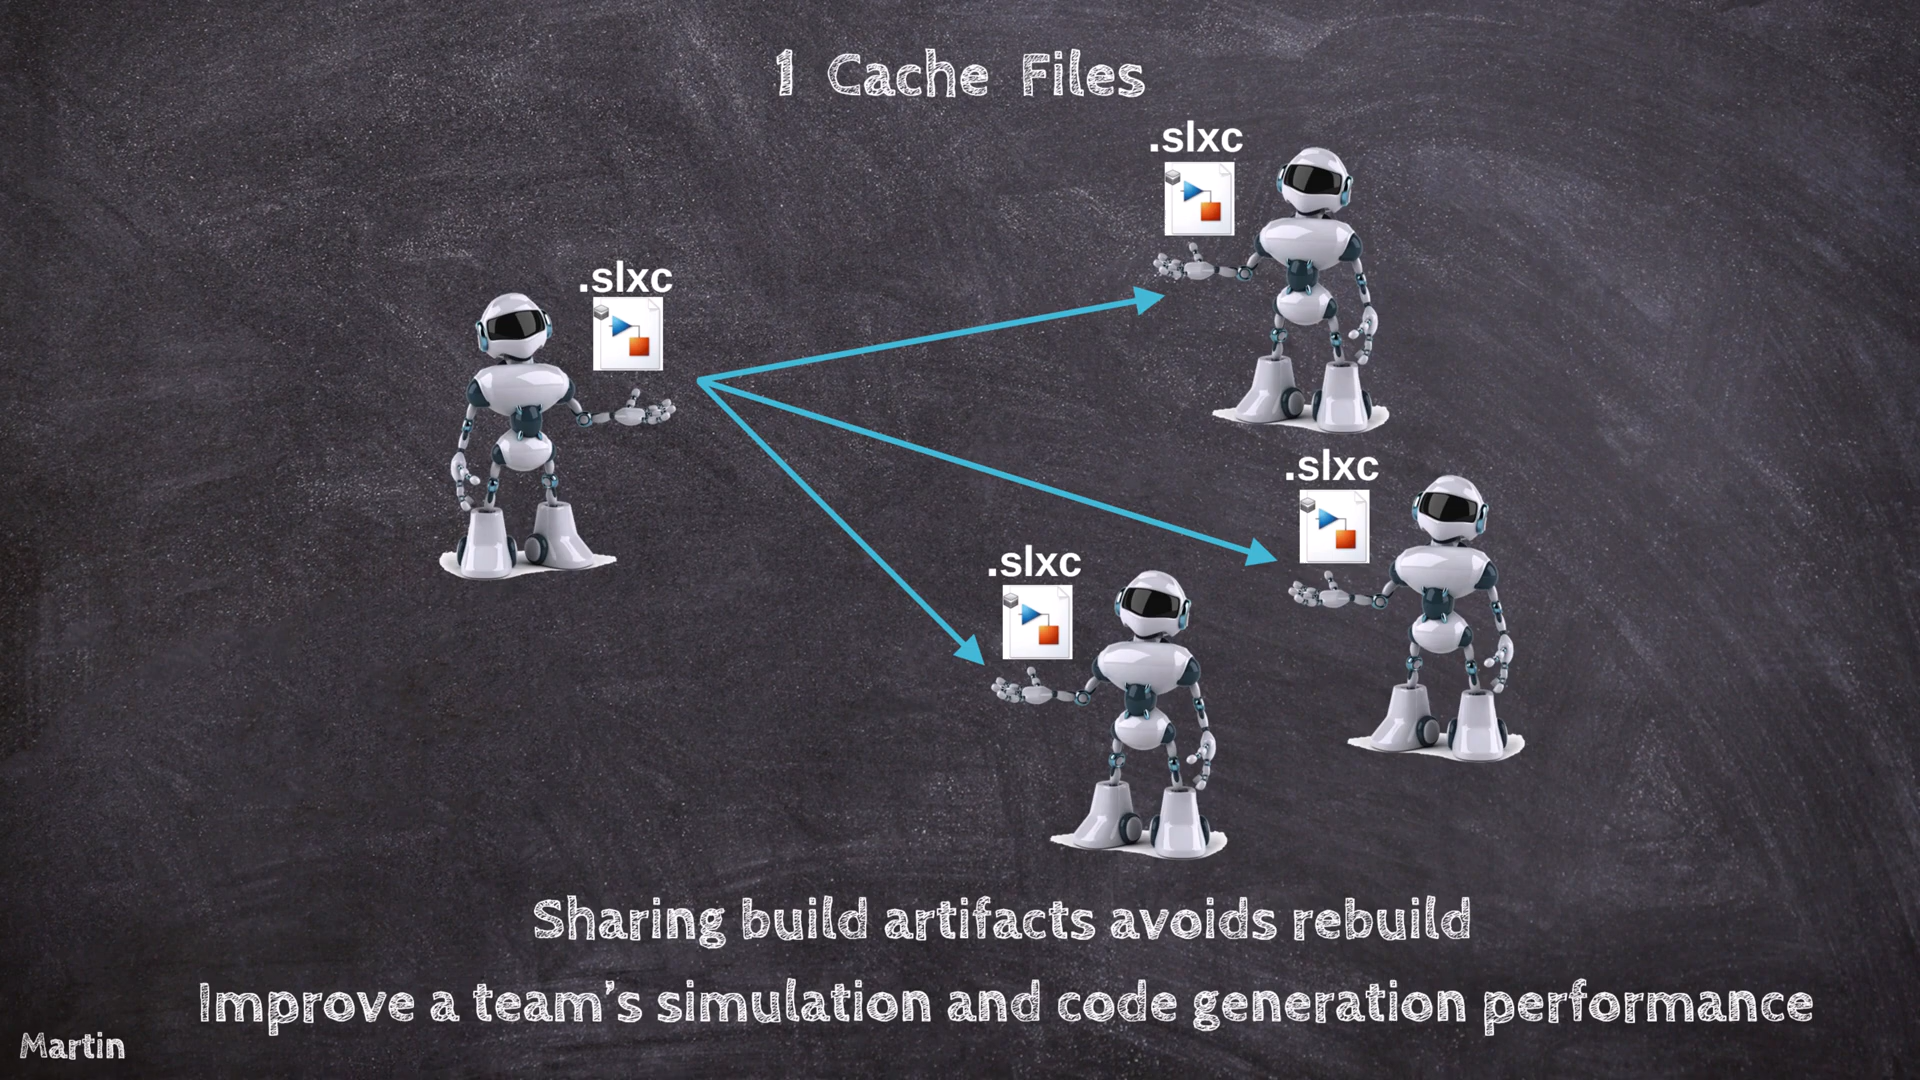 1 Cache Files
.slxc
.slxc
.slxc
.slxc
Sharing build artifacts avoids rebuild
Improve a team's simulation and code generation performance
Martin